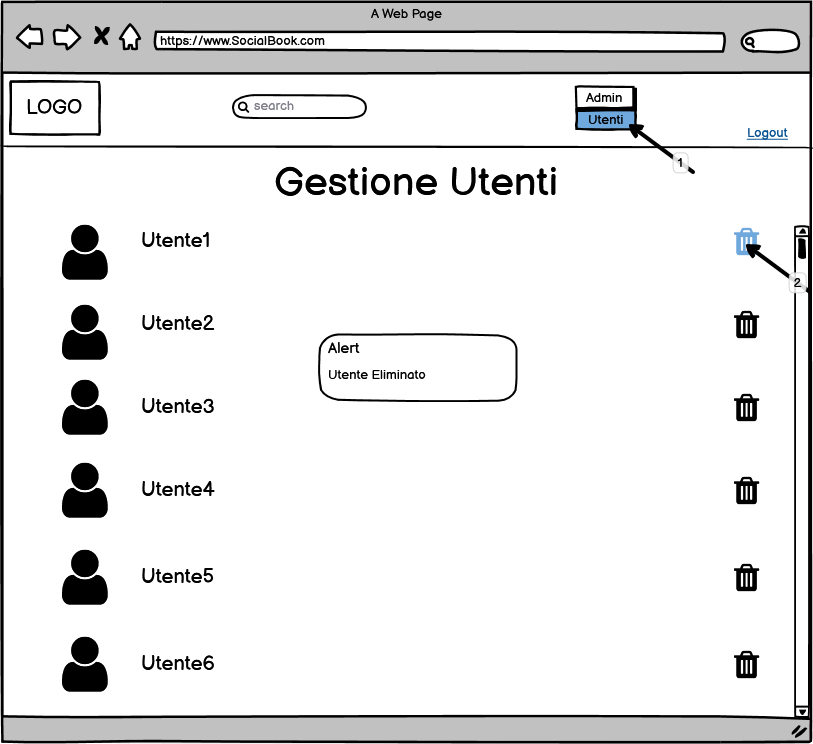 A Web Page
https://www.SocialBook.com
LOGO
search
Admin
Utenti
Logout
1
Gestione Utenti
Utente1
2
Utente2
Alert
Utente Eliminato
Utente3
Utente4
Utente5
Utente6